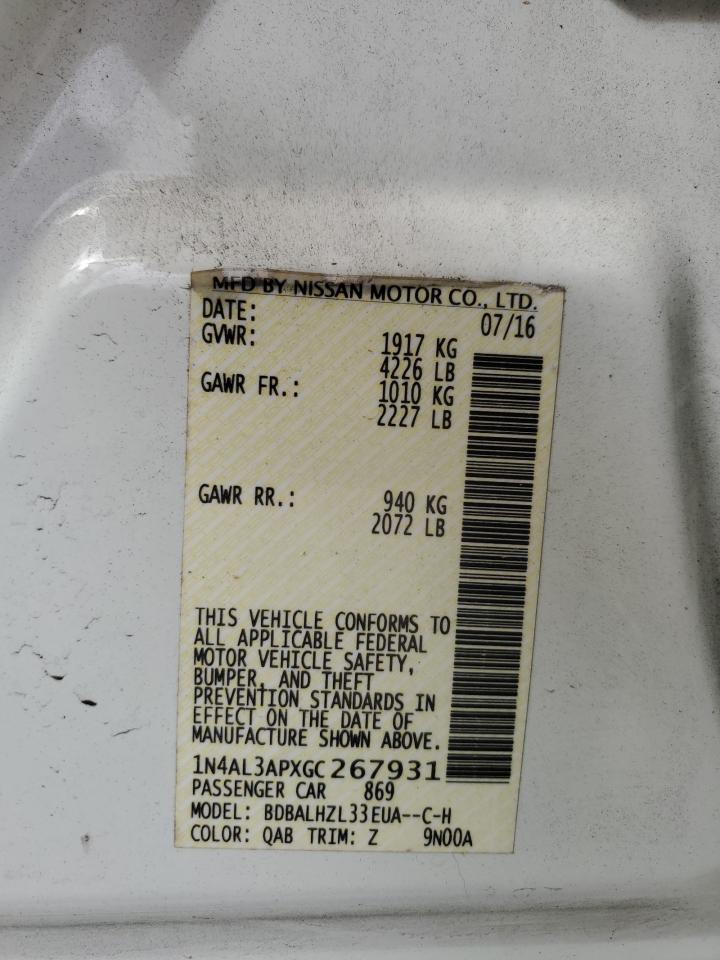 MFD BY NISSAN MOTOR CO., LTD.
DATE: 07/16
GVWR: 1917 KG
4226 LB
GAWR FR.: 1010 KG
2227 LB
GAWR RR.: 940 KG
2072 LB
THIS VEHICLE CONFORMS TO
ALL APPLICABLE FEDERAL
MOTOR VEHICLE SAFETY,
BUMPER, AND THEFT
PREVENTION STANDARDS IN
EFFECT ON THE DATE OF
MANUFACTURE SHOWN ABOVE.
1N4AL3APXGC267931
PASSENGER CAR 869
MODEL: BDBALHZL33EUA--C-H
COLOR: QAB TRIM: Z 9N00A